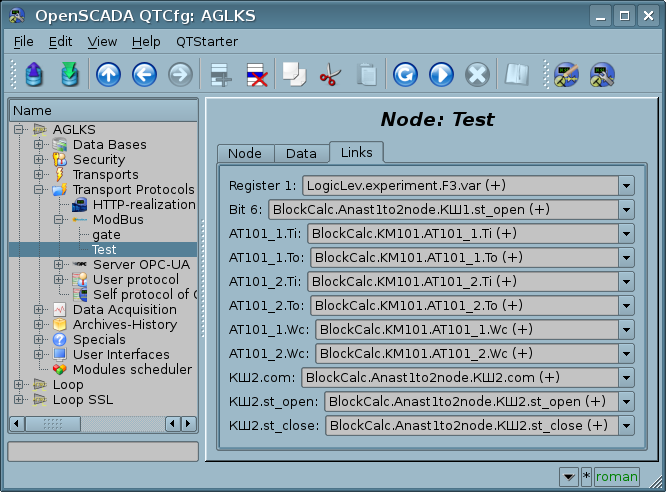 OpenSCADA QTCfg: AGLKS
File Edit View Help QTStarter
Name
AGLKS
Data Bases
Security
Transports
Transport Protocols
HTTP-realization
ModBus
gate
Test
Server OPC-UA
User protocol
Self protocol of
Data Acquisition
Archives-History
Specials
User Interfaces
Modules scheduler
Loop
Loop SSL
Node: Test
Node Data Links
Register 1: LogicLev.experiment.F3.var (+)
Bit 6: BlockCalc.Anast1to2node.КШ1.st_open (+)
AT101_1.Ti: BlockCalc.KM101.AT101_1.Ti (+)
AT101_1.To: BlockCalc.KM101.AT101_1.To (+)
AT101_2.Ti: BlockCalc.KM101.AT101_2.Ti (+)
AT101_2.To: BlockCalc.KM101.AT101_2.To (+)
AT101_1.Wc: BlockCalc.KM101.AT101_1.Wc (+)
AT101_2.Wc: BlockCalc.KM101.AT101_2.Wc (+)
КШ2.com: BlockCalc.Anast1to2node.КШ2.com (+)
КШ2.st_open: BlockCalc.Anast1to2node.КШ2.st_open (+)
КШ2.st_close: BlockCalc.Anast1to2node.КШ2.st_close (+)
* roman